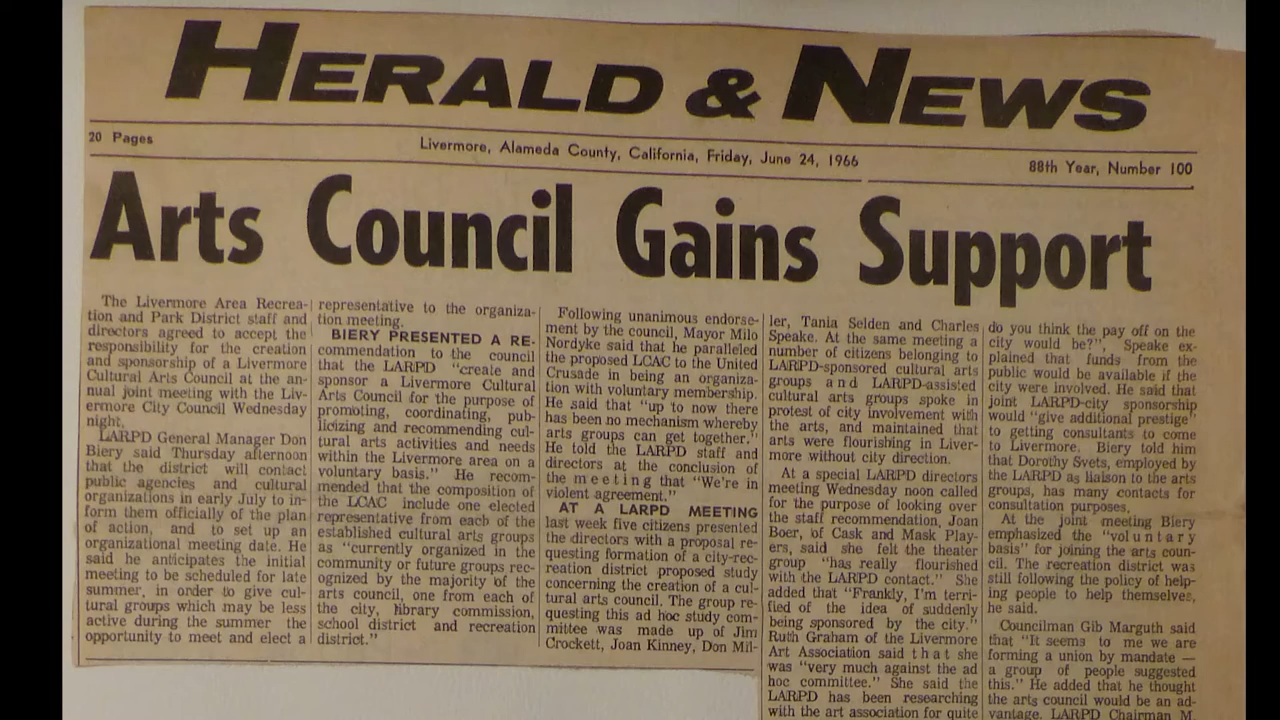 HERALD & NEWS
20 Pages
Livermore, Alameda County, California, Friday, June 24, 1966
88th Year, Number 100
Arts Council Gains Support
The Livermore Area Recrea-
tion and Park District staff and
directors agreed to accept the
responsibility for the creation
and sponsorship of a Livermore
Cultural Arts Council at the an-
nual joint meeting with the Liv-
ermore City Council Wednesday
night.
LARPD General Manager Don
Biery said Thursday afternoon
that the district will contact
public agencies and cultural
organizations in early July to in-
form them officially of the plan
of action, and to set up an
organizational meeting date. He
said he anticipates the initial
meeting to be scheduled for late
summer, in order to give cul-
tural groups which may be less
active during the summer the
opportunity to meet and elect a
representative to the organiza-
tion meeting.
BIERY PRESENTED A RE-
commendation to the council
that the LARPD "create and
sponsor a Livermore Cultural
Arts Council for the purpose of
promoting, coordinating, pub-
licizing and recommending cul-
tural arts activities and needs
within the Livermore area on a
voluntary basis." He recom-
mended that the composition of
the LCAC include one elected
representative from each of the
established cultural arts groups
as "currently organized in the
community or future groups rec-
ognized by the majority of the
arts council, one from each of
the city, library commission,
school district and recreation
district."
Following unanimous endorse-
ment by the council, Mayor Milo
Nordyke said that he paralleled
the proposed LCAC to the United
Crusade in being an organiza-
tion with voluntary membership.
He said that "up to now there
has been no mechanism whereby
arts groups can get together."
He told the LARPD staff and
directors at the conclusion of
the meeting that "We're in
violent agreement."
AT A LARPD MEETING
last week five citizens presented
the directors with a proposal re-
questing formation of a city-rec-
reation district proposed study
concerning the creation of a cul-
tural arts council. The group re-
questing this ad hoc study com-
mittee was made up of Jim
Crockett, Joan Kinney, Don Mil-
ler, Tania Selden and Charles
Speake. At the same meeting a
number of citizens belonging to
LARPD-sponsored cultural arts
groups and LARPD-assisted
cultural arts groups spoke in
protest of city involvement with
the arts, and maintained that
arts were flourishing in Liver-
more without city direction.
At a special LARPD directors
meeting Wednesday noon called
for the purpose of looking over
the staff recommendation, Joan
Boer, of Cask and Mask Play-
ers, said she felt the theater
group "has really flourished
with the LARPD contact." She
added that "Frankly, I'm terri-
fied of the idea of suddenly
being sponsored by the city."
Ruth Graham of the Livermore
Art Association said that she
was "very much against the ad
hoc committee." She said the
LARPD has been researching
with the art association for quite
do you think the pay off on the
city would be?", Speake ex-
plained that funds from the
public would be available if the
city were involved. He said that
joint LARPD-city sponsorship
would "give additional prestige"
to getting consultants to come
to Livermore. Biery told him
that Dorothy Svets, employed by
the LARPD as liaison to the arts
groups, has many contacts for
consultation purposes.
At the joint meeting Biery
emphasized the "voluntary
basis" for joining the arts coun-
cil. The recreation district was
still following the policy of help-
ing people to help themselves,
he said.
Councilman Gib Marguth said
that "It seems to me we are
forming a union by mandate —
a group of people suggested
this." He added that he thought
the arts council would be an ad-
vantage. LARPD Chairman M.